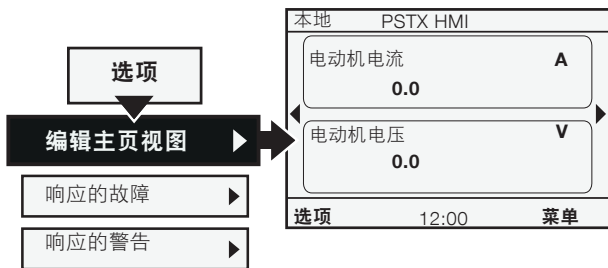 选项
编辑主页视图
响应的故障
响应的警告
本地 PSTX HMI
电动机电流 A
0.0
电动机电压 V
0.0
选项 12:00 菜单